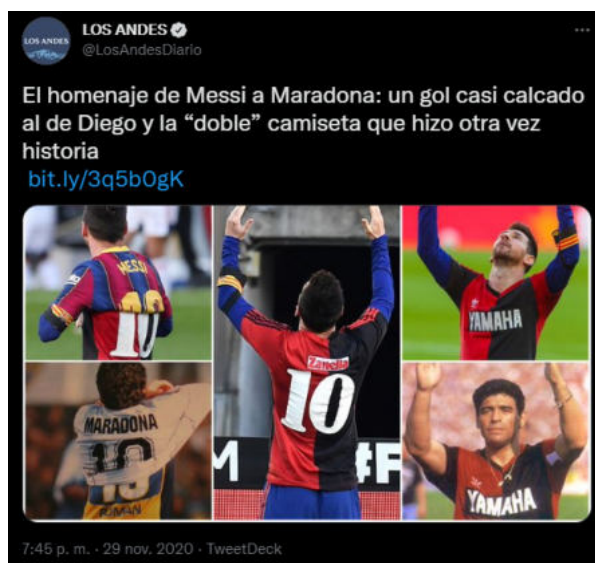 LOS ANDES
@LosAndesDiario
El homenaje de Messi a Maradona: un gol casi calcado
al de Diego y la “doble” camiseta que hizo otra vez
historia
bit.ly/3q5b0gK
LOS ANDES
MESSI
10
Zanella
10
YAMAHA
MARADONA
10
M
#F
YAMAHA
7:45 p. m. · 29 nov. 2020 · TweetDeck